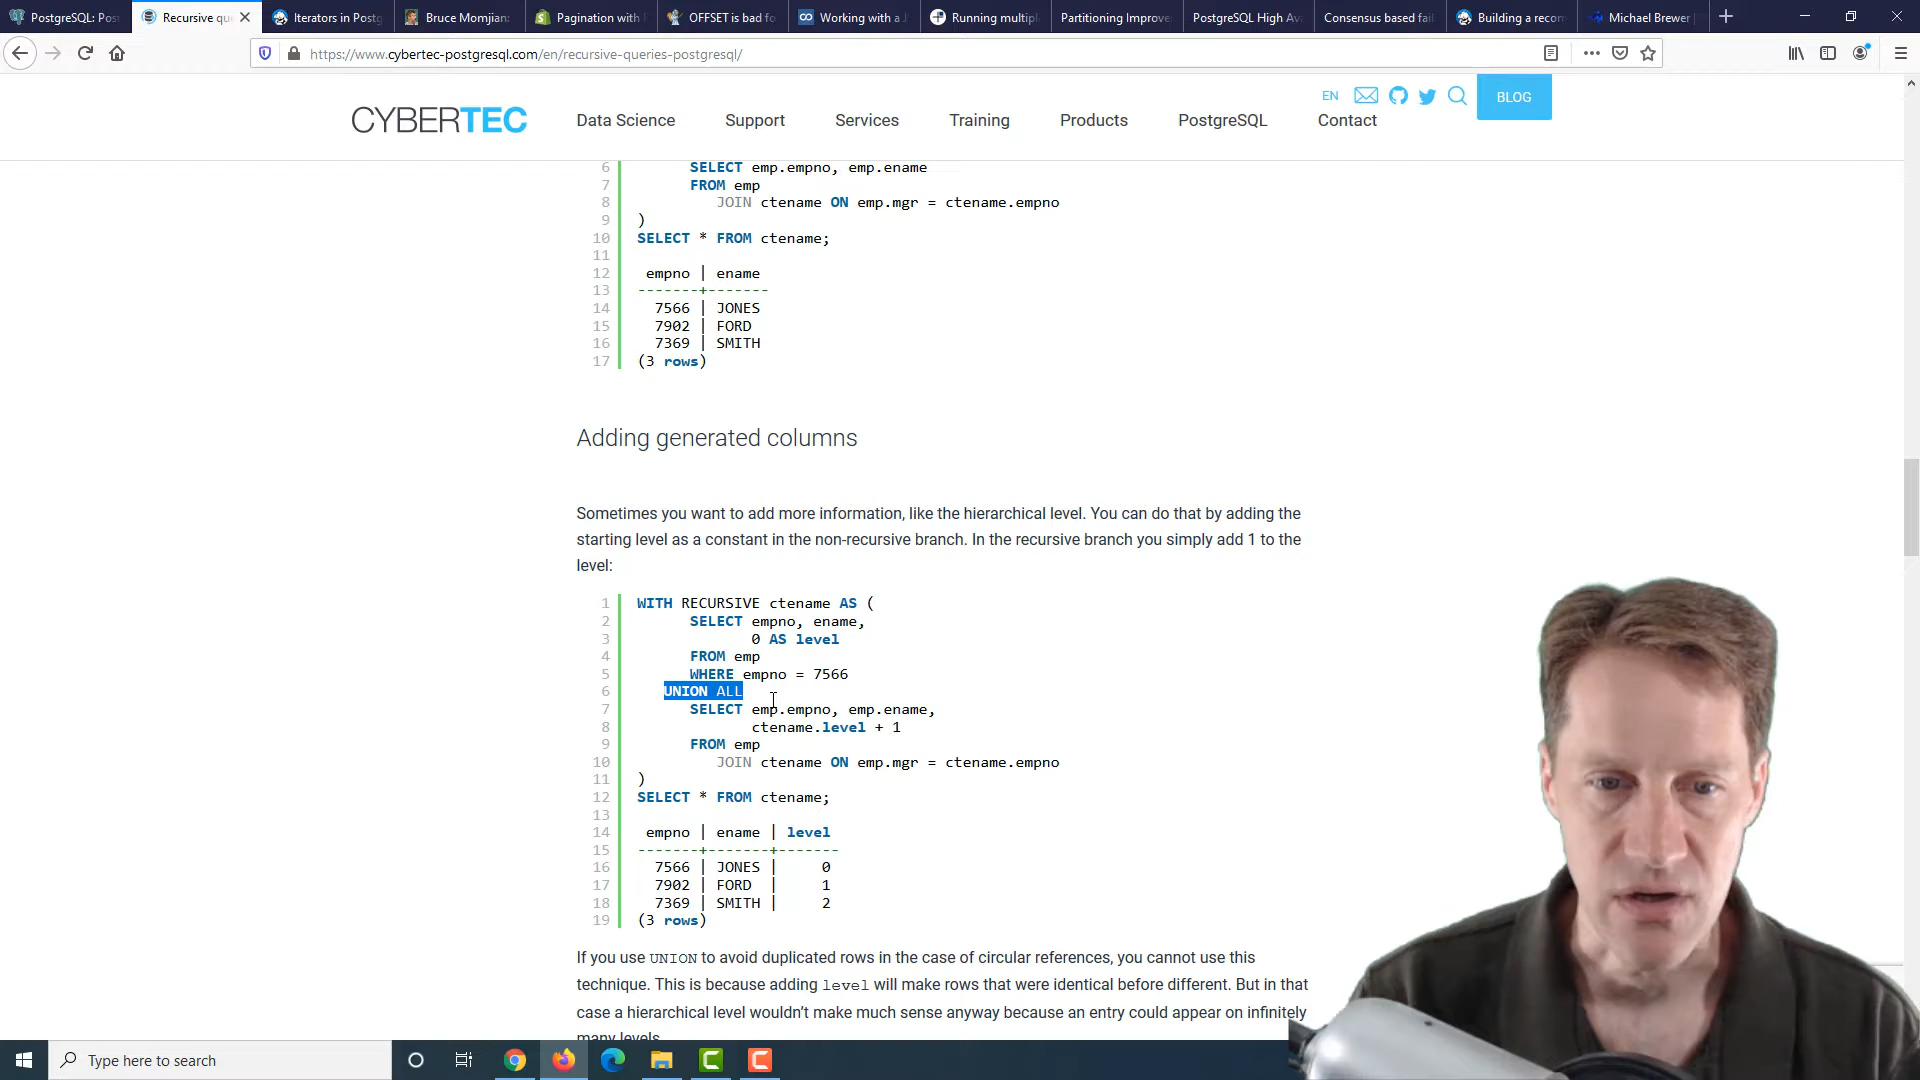 PostgreSQL: Pos
Recursive qu
Iterators in Postg
Bruce Momjian:
Pagination with
OFFSET is bad fo
Working with a J
Running multipl
Partitioning Improvem
PostgreSQL High Ava
Consensus based fail
Building a recom
Michael Brewer
https://www.cybertec-postgresql.com/en/recursive-queries-postgresql/
CYBERTEC
Data Science
Support
Services
Training
Products
PostgreSQL
Contact
EN
BLOG
6 SELECT emp.empno, emp.ename
7 FROM emp
8 JOIN ctename ON emp.mgr = ctename.empno
9 )
10 SELECT * FROM ctename;
11
12 empno | ename
13 -------+-------
14 7566 | JONES
15 7902 | FORD
16 7369 | SMITH
17 (3 rows)
Adding generated columns
Sometimes you want to add more information, like the hierarchical level. You can do that by adding the
starting level as a constant in the non-recursive branch. In the recursive branch you simply add 1 to the
level:
1 WITH RECURSIVE ctename AS (
2 SELECT empno, ename,
3 0 AS level
4 FROM emp
5 WHERE empno = 7566
6 UNION ALL
7 SELECT emp.empno, emp.ename,
8 ctename.level + 1
9 FROM emp
10 JOIN ctename ON emp.mgr = ctename.empno
11 )
12 SELECT * FROM ctename;
13
14 empno | ename | level
15 -------+-------+-------
16 7566 | JONES | 0
17 7902 | FORD | 1
18 7369 | SMITH | 2
19 (3 rows)
If you use UNION to avoid duplicated rows in the case of circular references, you cannot use this
technique. This is because adding level will make rows that were identical before different. But in that
case a hierarchical level wouldn't make much sense anyway because an entry could appear on infinitely
many levels.
Type here to search